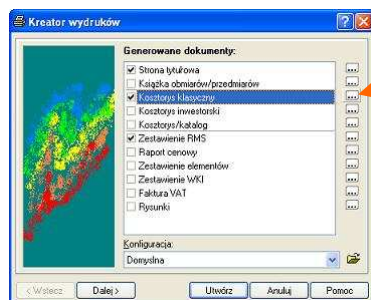 Kreator wydruków
Generowane dokumenty:
Strona tytułowa
Książka obmiarów/przedmiarów
Kosztorys klasyczny
Kosztorys inwestorski
Kosztorys/katalog
Zestawienie RMS
Raport cenowy
Zestawienie elementów
Zestawienie WKI
Faktura VAT
Rysunki
Konfiguracja:
Domyślna
< Wstecz
Dalej >
Utwórz
Anuluj
Pomoc